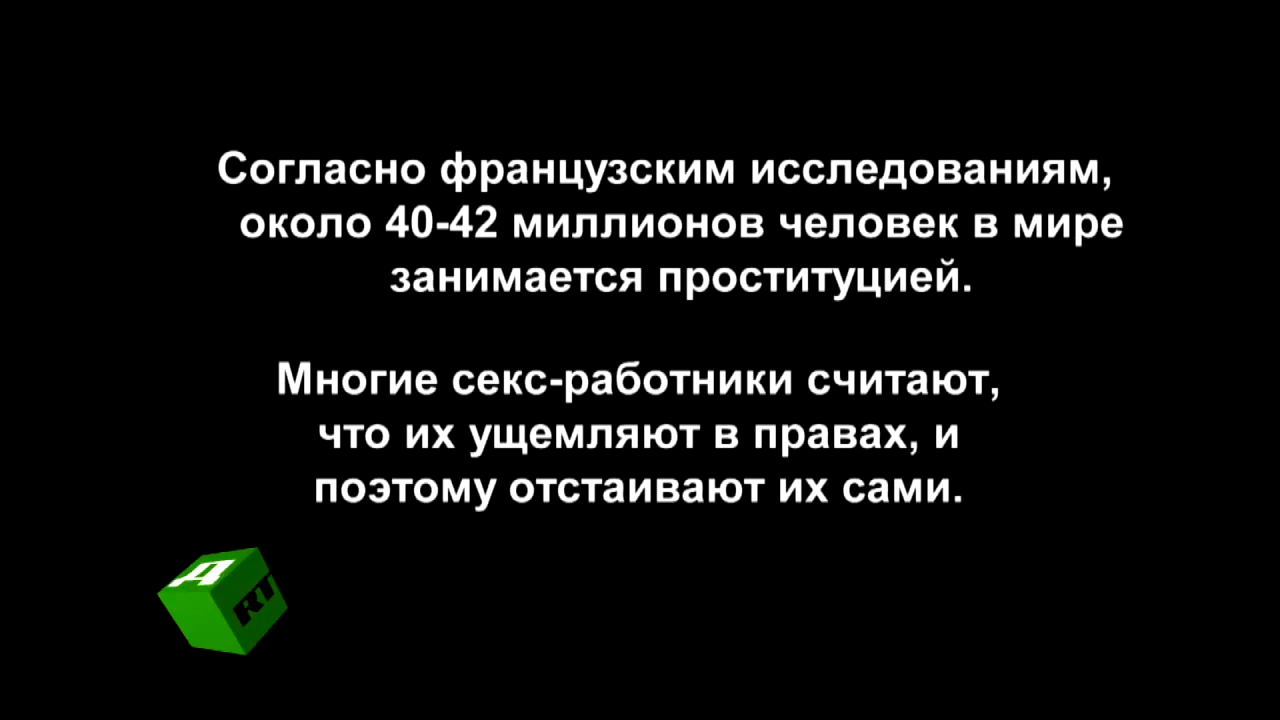 Согласно французским исследованиям,
около 40-42 миллионов человек в мире
занимается проституцией.
Многие секс-работники считают,
что их ущемляют в правах, и
поэтому отстаивают их сами.
Д
RT